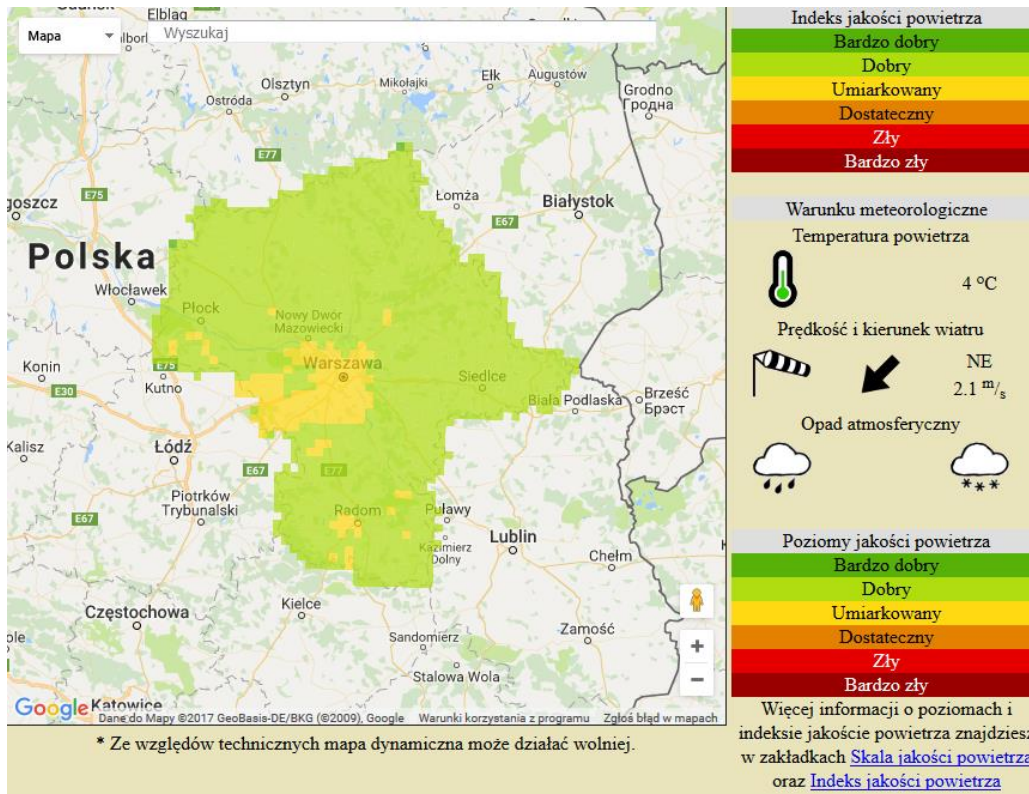 Elbląg
Mapa
Wyszukaj
Olsztyn
Mikołajki
Ełk
Augustów
Ostróda
Grodno
Гродна
E77
E75
Łomża
goszcz
Białystok
E67
Polska
Włocławek
Płock
Nowy Dwór
Mazowiecki
Warszawa
Konin
E75
Siedlce
Kutno
E30
Biała Podlaska
Brześć
Брэст
Kalisz
Łódź
E67
E77
Piotrków
Trybunalski
Radom
Puławy
E67
Lublin
Kazimierz
Dolny
Chełm
Częstochowa
Kielce
Zamość
ole
Sandomierz
Stalowa Wola
+
−
Google
Katowice
Dane do Mapy ©2017 GeoBasis-DE/BKG (©2009), Google Warunki korzystania z programu Zgłoś błąd w mapach
* Ze względów technicznych mapa dynamiczna może działać wolniej.
Indeks jakości powietrza
Bardzo dobry
Dobry
Umiarkowany
Dostateczny
Zły
Bardzo zły
Warunku meteorologiczne
Temperatura powietrza
4 °C
Prędkość i kierunek wiatru
NE
2.1 m/s
Opad atmosferyczny
Poziomy jakości powietrza
Bardzo dobry
Dobry
Umiarkowany
Dostateczny
Zły
Bardzo zły
Więcej informacji o poziomach i
indeksie jakoście powietrza znajdziesz
w zakładkach Skala jakości powietrza
oraz Indeks jakości powietrza